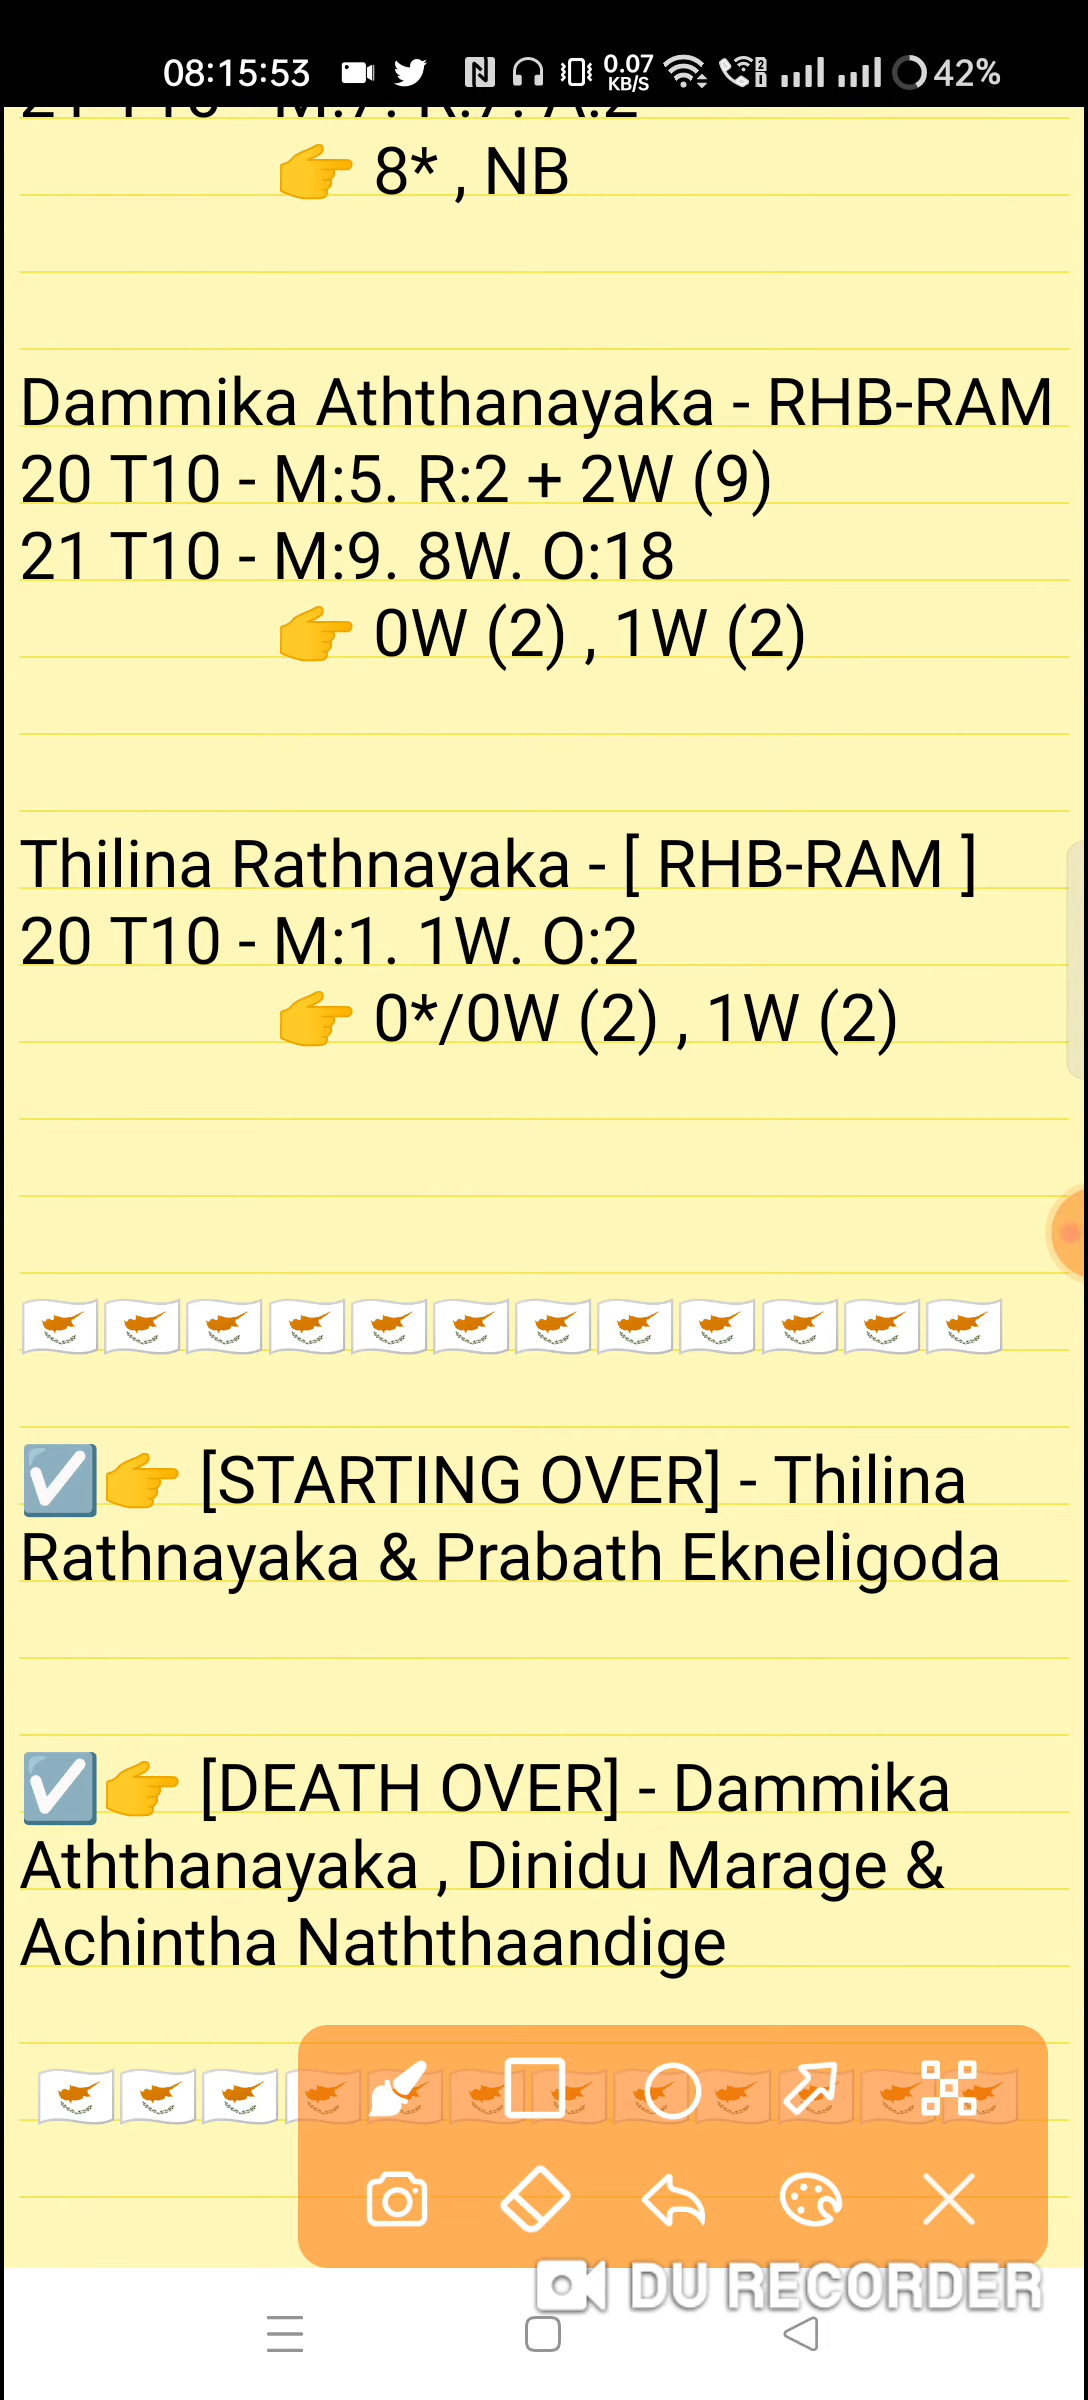 08:15:53 0.07 KB/S 2 1 42%
👉 8* , NB
Dammika Aththanayaka - RHB-RAM
20 T10 - M:5. R:2 + 2W (9)
21 T10 - M:9. 8W. O:18
👉 0W (2) , 1W (2)
Thilina Rathnayaka - [ RHB-RAM ]
20 T10 - M:1. 1W. O:2
👉 0*/0W (2) , 1W (2)
☑️👉 [STARTING OVER] - Thilina
Rathnayaka & Prabath Ekneligoda
☑️👉 [DEATH OVER] - Dammika
Aththanayaka , Dinidu Marage &
Achintha Naththaandige
DU RECORDER